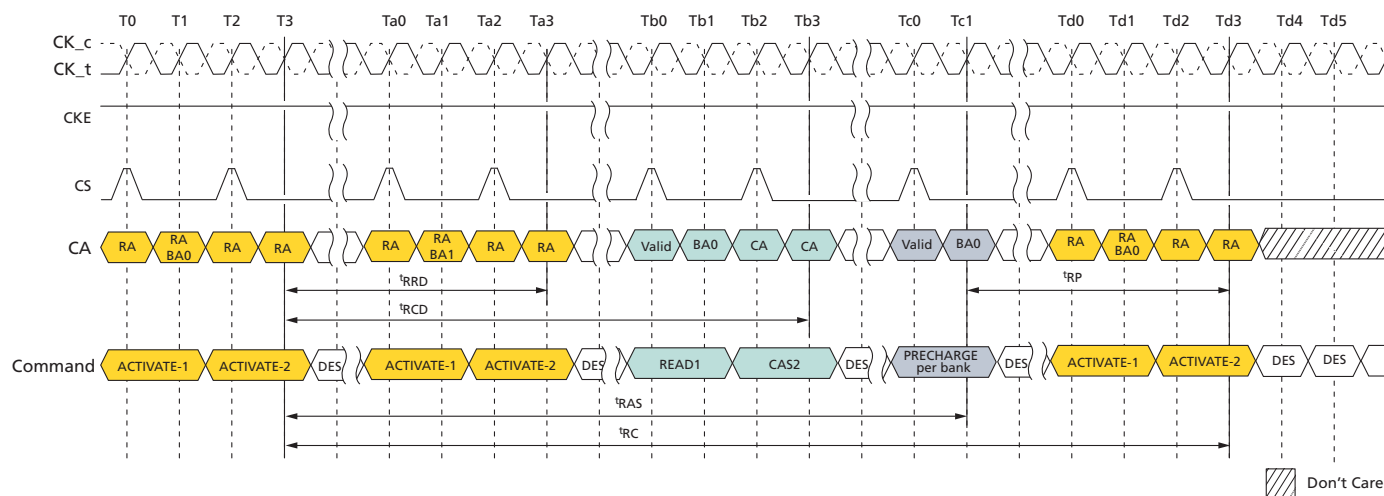 T0 T1 T2 T3 Ta0 Ta1 Ta2 Ta3 Tb0 Tb1 Tb2 Tb3 Tc0 Tc1 Td0 Td1 Td2 Td3 Td4 Td5
CK_c
CK_t
CKE
CS
CA RA RA BA0 RA RA RA RA BA1 RA RA Valid BA0 CA CA Valid BA0 RA RA BA0 RA RA
tRRD tRP
tRCD
Command ACTIVATE-1 ACTIVATE-2 DES ACTIVATE-1 ACTIVATE-2 DES READ1 CAS2 DES PRECHARGE per bank DES ACTIVATE-1 ACTIVATE-2 DES DES
tRAS
tRC
Don't Care